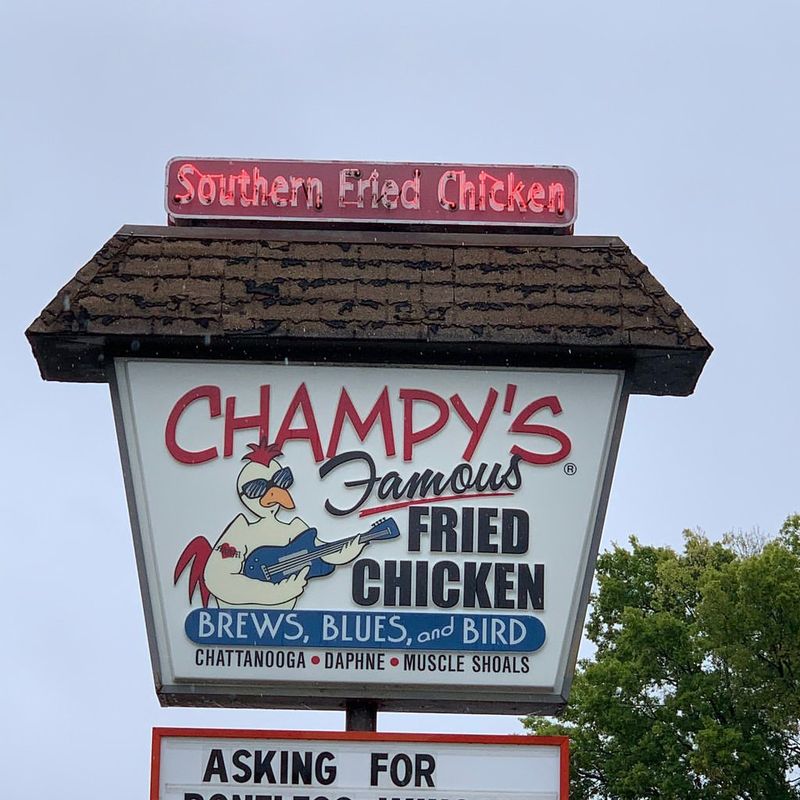 Southern Fried Chicken
CHAMPY'S ®
Famous
FRIED
CHICKEN
BREWS, BLUES, and BIRD
CHATTANOOGA • DAPHNE • MUSCLE SHOALS
ASKING FOR